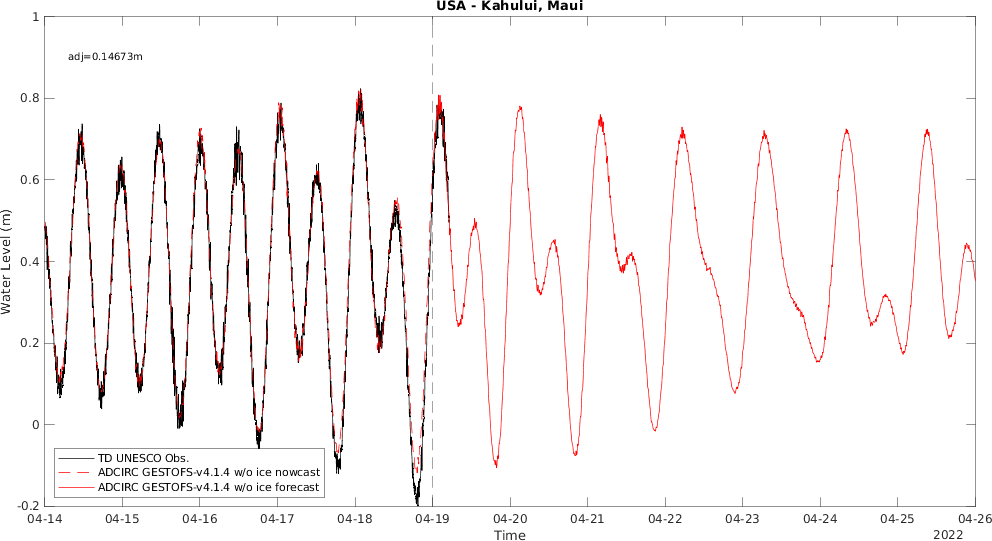 USA - Kahului, Maui
adj=0.14673m
1
0.8
0.6
0.4
0.2
0
-0.2
Water Level (m)
TD UNESCO Obs.
ADCIRC GESTOFS-v4.1.4 w/o ice nowcast
ADCIRC GESTOFS-v4.1.4 w/o ice forecast
04-14 04-15 04-16 04-17 04-18 04-19 04-20 04-21 04-22 04-23 04-24 04-25 04-26
Time
2022